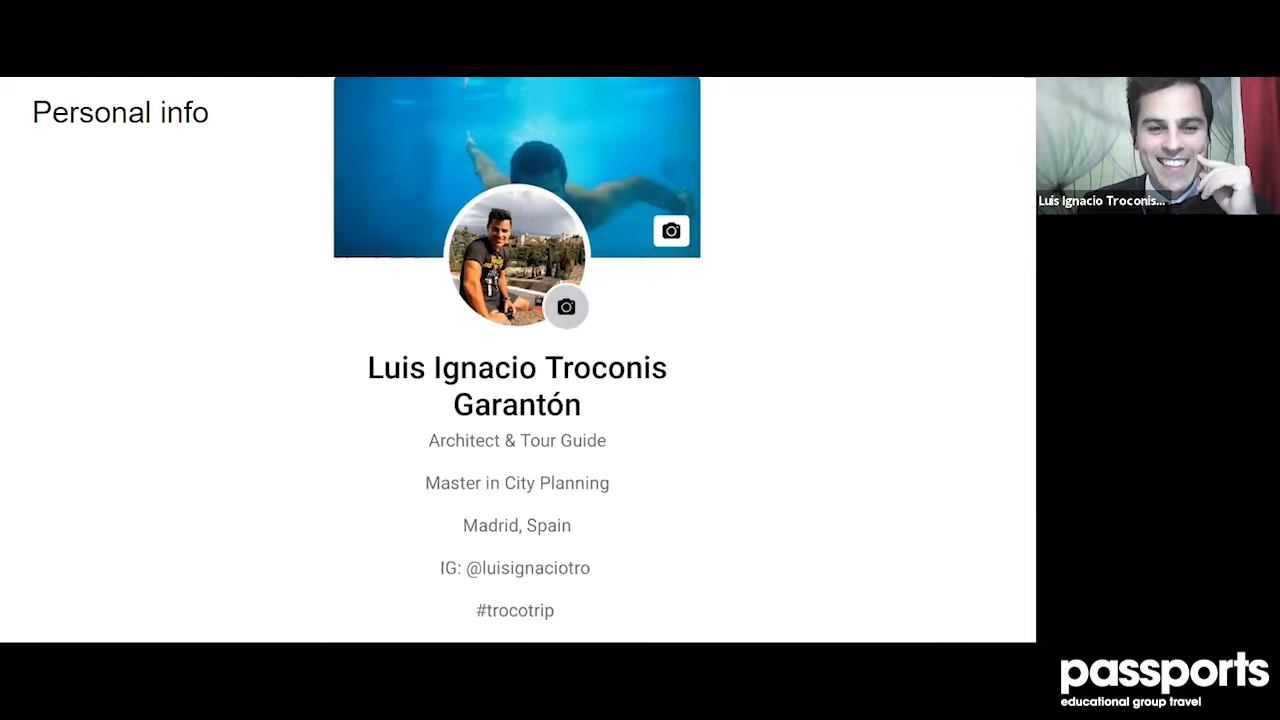 Personal info
Luis Ignacio Troconis...
Luis Ignacio Troconis
Garantón
Architect & Tour Guide
Master in City Planning
Madrid, Spain
IG: @luisignaciotro
#trocotrip
passports
educational group travel